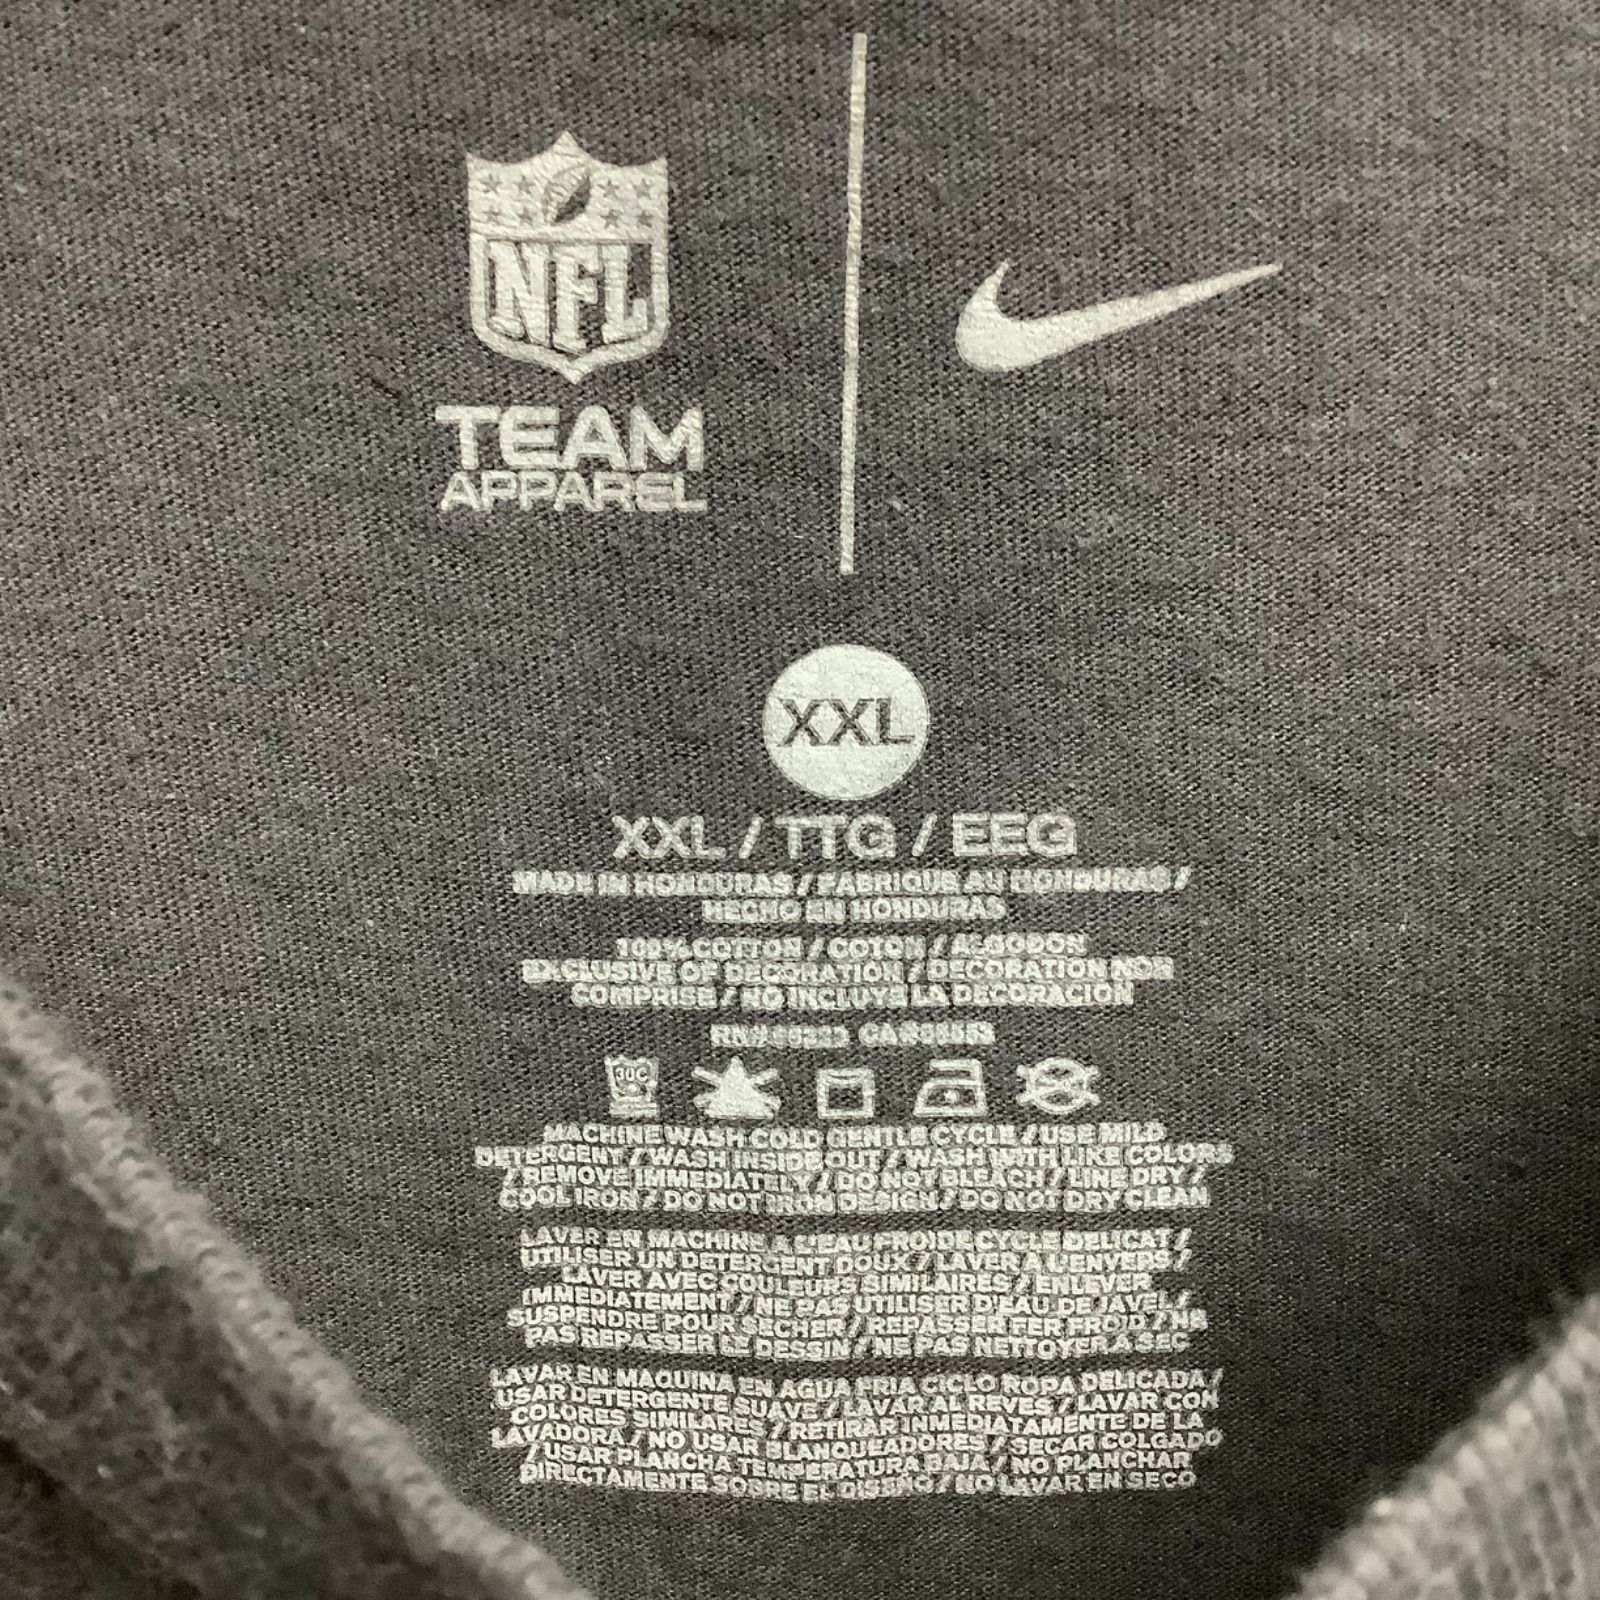 NFL
TEAM
APPAREL
XXL
XXL / TTG / EEG
MADE IN HONDURAS / FABRIQUE AU HONDURAS /
HECHO EN HONDURAS
100% COTTON / COTON / ALGODON
EXCLUSIVE OF DECORATION / DECORATION NON
COMPRISE / NO INCLUYE LA DECORACION
30C
MACHINE WASH COLD GENTLE CYCLE / USE MILD
DETERGENT / WASH INSIDE OUT / WASH WITH LIKE COLORS
/ REMOVE IMMEDIATELY / DO NOT BLEACH / LINE DRY /
COOL IRON / DO NOT IRON DESIGN / DO NOT DRY CLEAN
LAVER EN MACHINE A L'EAU FROIDE CYCLE DELICAT /
UTILISER UN DETERGENT DOUX / LAVER A L'ENVERS /
LAVER AVEC COULEURS SIMILAIRES / ENLEVER
IMMEDIATEMENT / NE PAS UTILISER D'EAU DE JAVEL /
SUSPENDRE POUR SECHER / REPASSER FER FROID / NE
PAS REPASSER LE DESSIN / NE PAS NETTOYER A SEC
LAVAR EN MAQUINA EN AGUA FRIA CICLO ROPA DELICADA /
USAR DETERGENTE SUAVE / LAVAR AL REVES / LAVAR CON
COLORES SIMILARES / RETIRAR INMEDIATAMENTE DE LA
LAVADORA / NO USAR BLANQUEADORES / SECAR COLGADO
/ USAR PLANCHA TEMPERATURA BAJA / NO PLANCHAR
DIRECTAMENTE SOBRE EL DISENO / NO LAVAR EN SECO